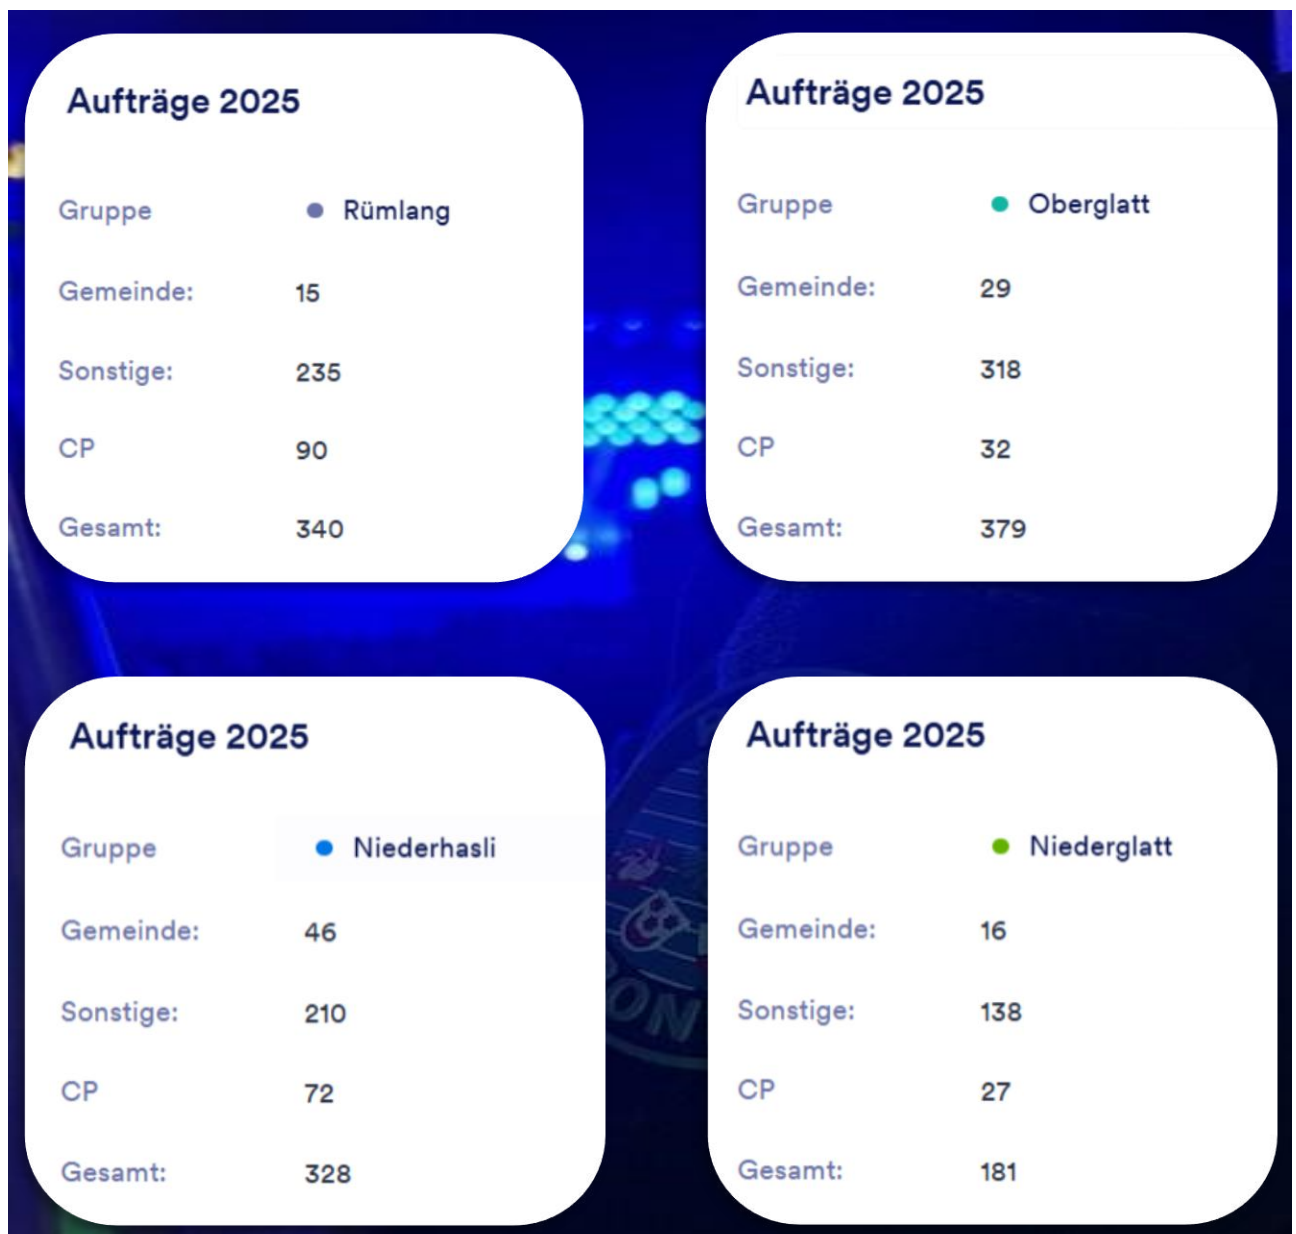 Aufträge 2025
Gruppe Rümlang
Gemeinde: 15
Sonstige: 235
CP 90
Gesamt: 340
Aufträge 2025
Gruppe Oberglatt
Gemeinde: 29
Sonstige: 318
CP 32
Gesamt: 379
Aufträge 2025
Gruppe Niederhasli
Gemeinde: 46
Sonstige: 210
CP 72
Gesamt: 328
Aufträge 2025
Gruppe Niederglatt
Gemeinde: 16
Sonstige: 138
CP 27
Gesamt: 181